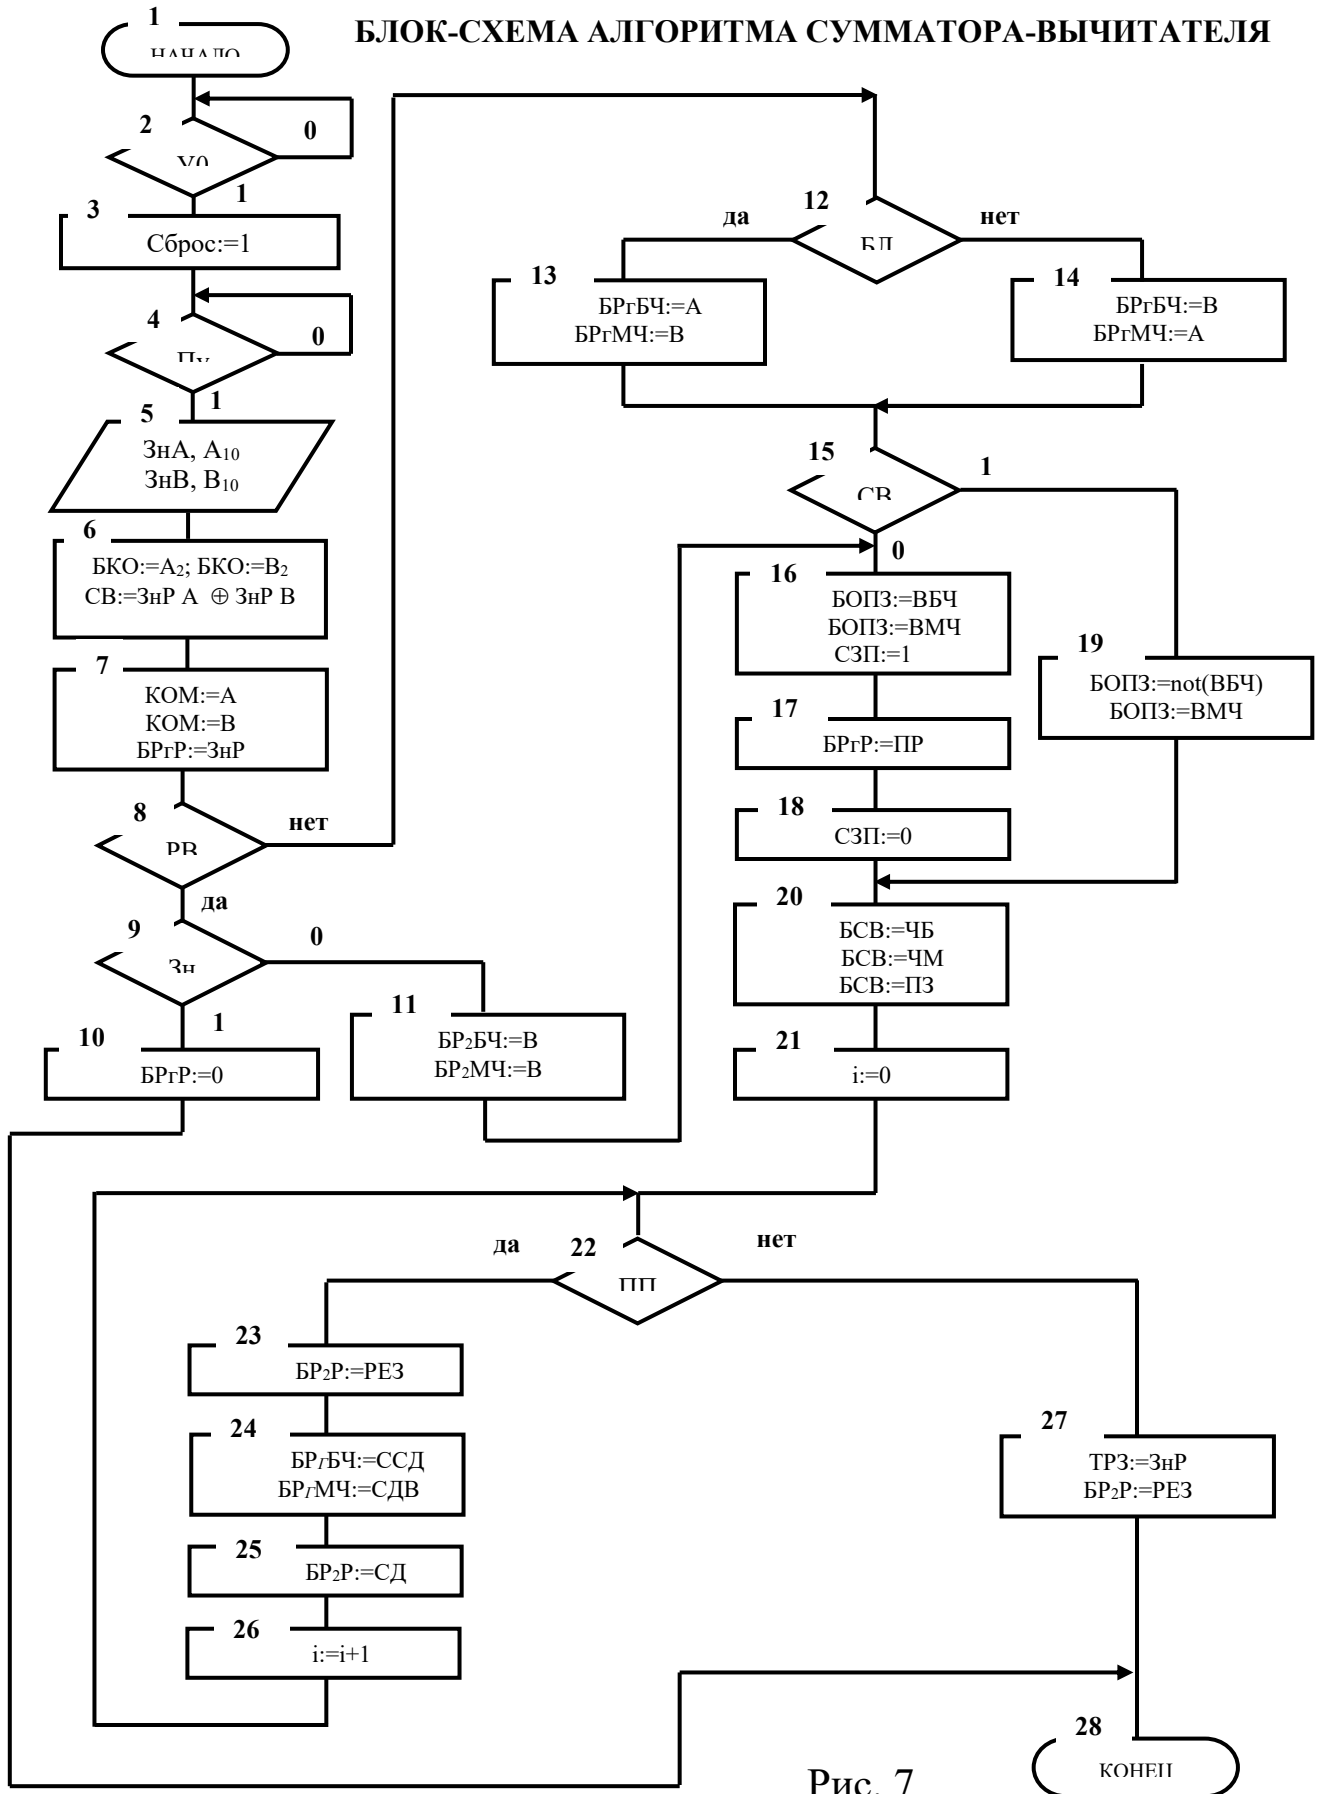 БЛОК-СХЕМА АЛГОРИТМА СУММАТОРА-ВЫЧИТАТЕЛЯ
1
НАЧАЛО
2
0
1
3
Сброс:=1
4
0
1
5
ЗнА, А10
ЗнВ, В10
6
БКО:=А2; БКО:=В2
СВ:=ЗнР А ⊕ ЗнР В
7
КОМ:=А
КОМ:=В
БРгР:=ЗнР
8
нет
да
9
Зн
0
1
10
БРгР:=0
11
БР2БЧ:=В
БР2МЧ:=В
12
да
нет
13
БРгБЧ:=А
БРгМЧ:=В
14
БРгБЧ:=В
БРгМЧ:=А
15
СВ
1
0
16
БОПЗ:=ВБЧ
БОПЗ:=ВМЧ
СЗП:=1
17
БРгР:=ПР
18
СЗП:=0
19
БОПЗ:=not(ВБЧ)
БОПЗ:=ВМЧ
20
БСВ:=ЧБ
БСВ:=ЧМ
БСВ:=ПЗ
21
i:=0
22
да
нет
23
БР2Р:=РЕЗ
24
БРГБЧ:=ССД
БРГМЧ:=СДВ
25
БР2Р:=СД
26
i:=i+1
27
ТРЗ:=ЗнР
БР2Р:=РЕЗ
28
КОНЕЦ
Рис. 7